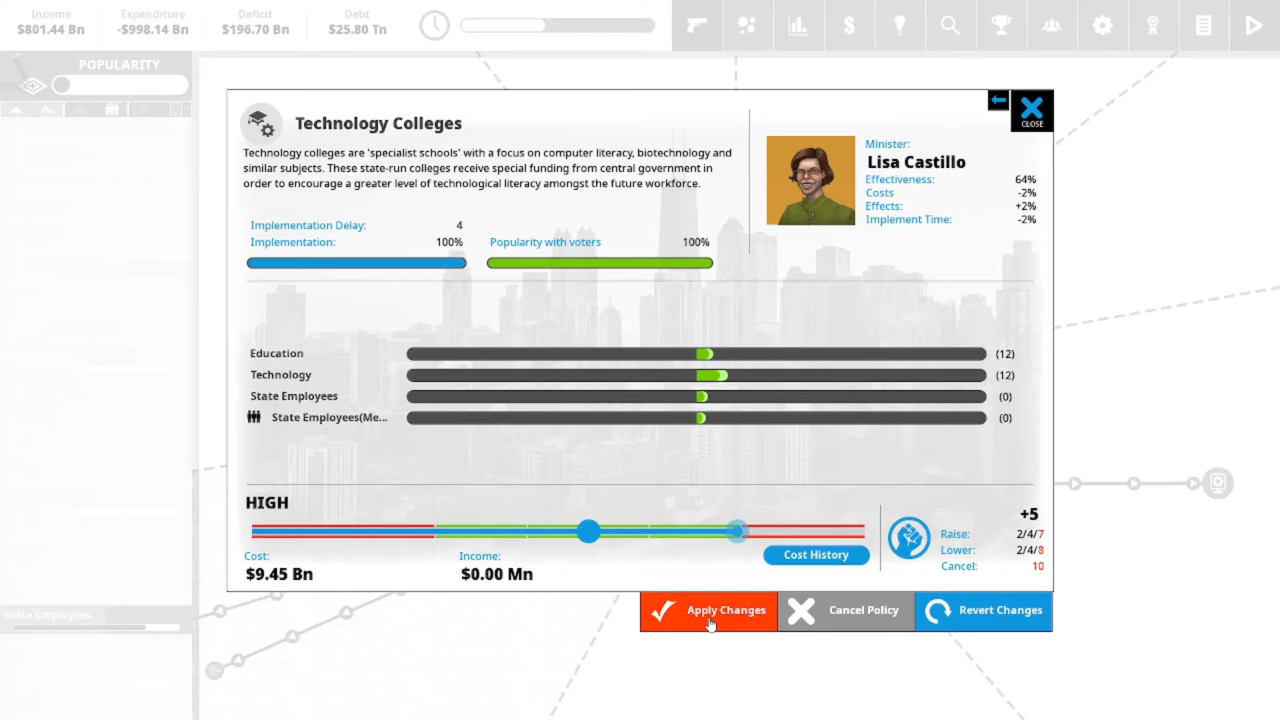 Income
$801.44 Bn
Expenditure
-$998.14 Bn
Deficit
$196.70 Bn
Debt
$25.80 Tn
POPULARITY
Technology Colleges
Technology colleges are 'specialist schools' with a focus on computer literacy, biotechnology and
similar subjects. These state-run colleges receive special funding from central government in
order to encourage a greater level of technological literacy amongst the future workforce.
Implementation Delay: 4
Implementation: 100%
Popularity with voters 100%
CLOSE
Minister:
Lisa Castillo
Effectiveness: 64%
Costs -2%
Effects: +2%
Implement Time: -2%
Education (12)
Technology (12)
State Employees (0)
State Employees(Me... (0)
HIGH
Cost:
$9.45 Bn
Income:
$0.00 Mn
Cost History
+5
Raise: 2/4/7
Lower: 2/4/8
Cancel: 10
Apply Changes
Cancel Policy
Revert Changes
State Employees